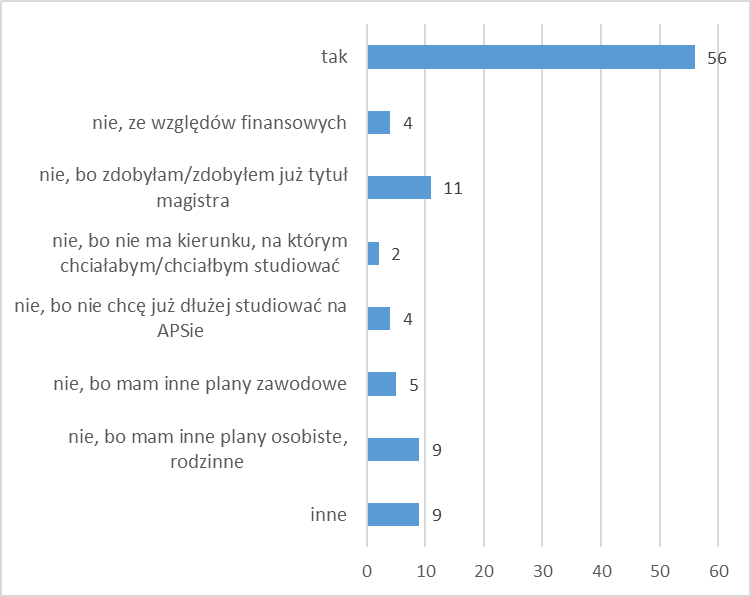 tak
56
nie, ze względów finansowych
4
nie, bo zdobyłam/zdobyłem już tytuł
magistra
11
nie, bo nie ma kierunku, na którym
chciałabym/chciałbym studiować
2
nie, bo nie chcę już dłużej studiować na
APSie
4
nie, bo mam inne plany zawodowe
5
nie, bo mam inne plany osobiste,
rodzinne
9
inne
9
0 10 20 30 40 50 60